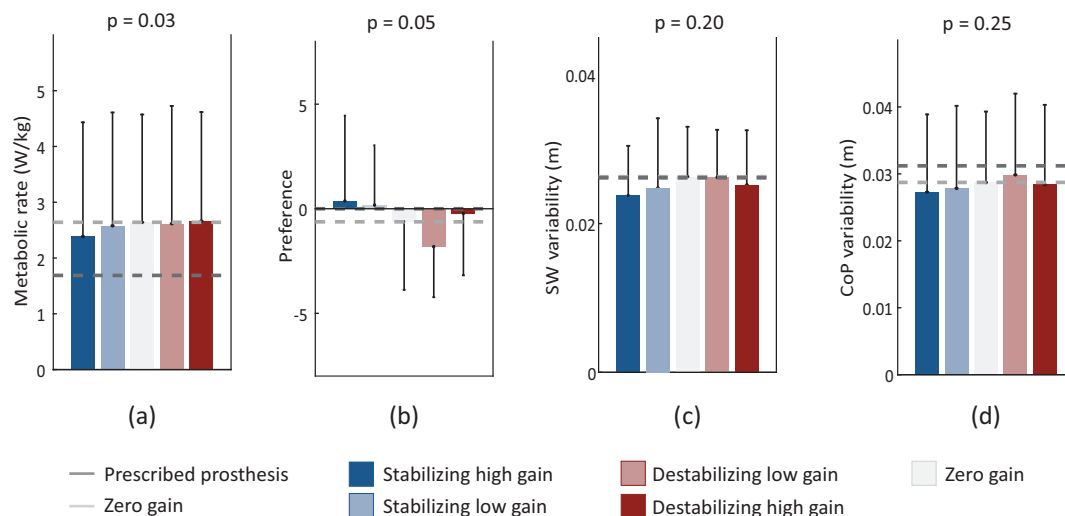 p = 0.03
p = 0.05
p = 0.20
p = 0.25
Metabolic rate (W/kg)
5
4
3
2
1
0
Preference
5
0
-5
SW variability (m)
0.04
0.02
0
CoP variability (m)
0.04
0.03
0.02
0.01
0
(a)
(b)
(c)
(d)
Prescribed prosthesis
Stabilizing high gain
Destabilizing low gain
Zero gain
Zero gain
Stabilizing low gain
Destabilizing high gain